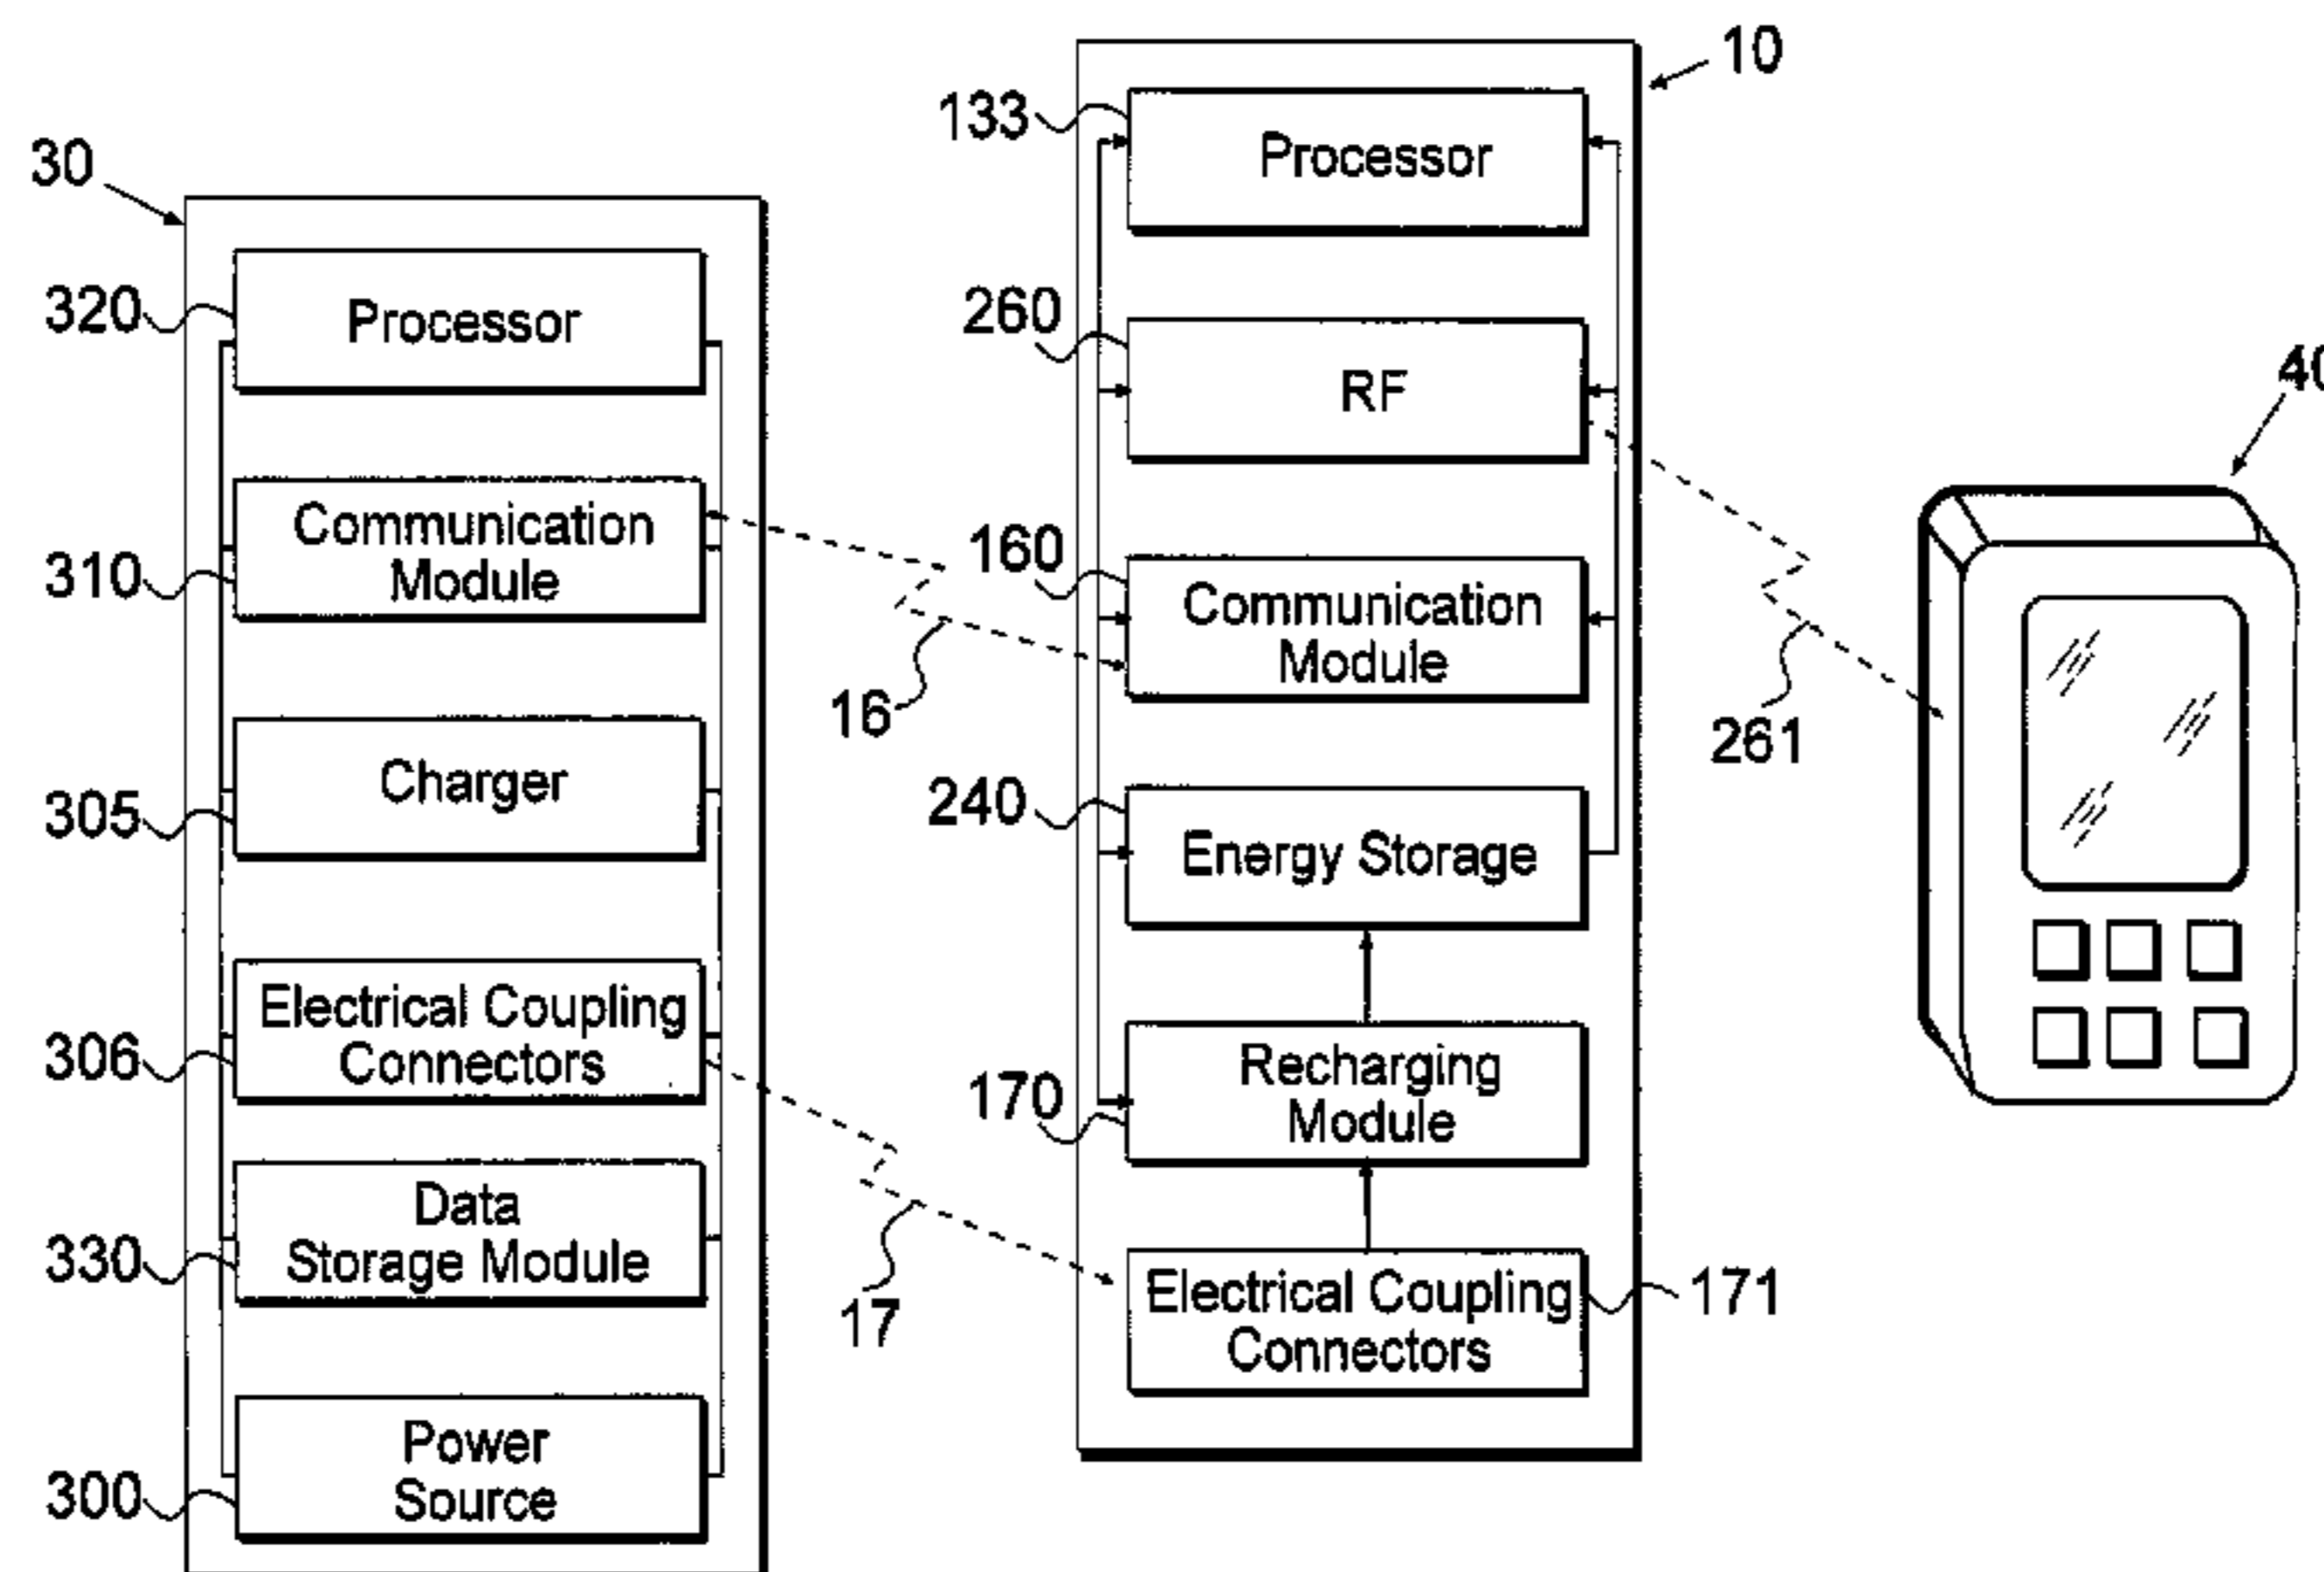 30
320
Processor
310
Communication
Module
305
Charger
306
Electrical Coupling
Connectors
330
Data
Storage Module
300
Power
Source
16
17
10
133
Processor
260
RF
160
Communication
Module
240
Energy Storage
170
Recharging
Module
171
Electrical Coupling
Connectors
261
40